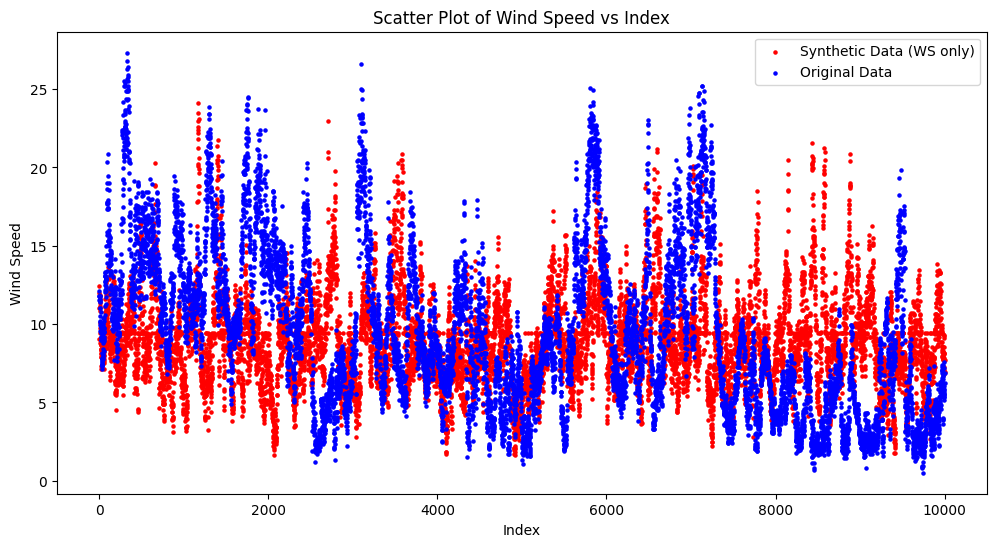 Scatter Plot of Wind Speed vs Index
Synthetic Data (WS only)
Original Data
Wind Speed
25
20
15
10
5
0
0
2000
4000
6000
8000
10000
Index